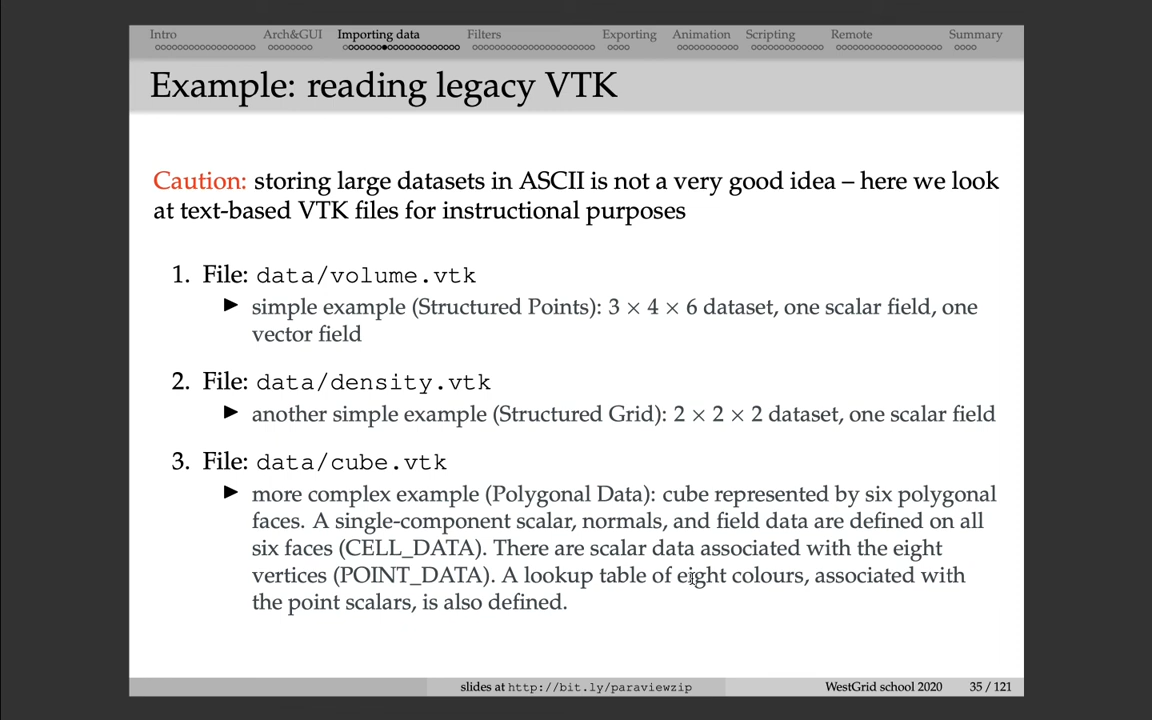 Intro Arch&GUI Importing data Filters Exporting Animation Scripting Remote Summary
Example: reading legacy VTK
Caution: storing large datasets in ASCII is not a very good idea – here we look
at text-based VTK files for instructional purposes
1. File: data/volume.vtk
▶ simple example (Structured Points): 3 × 4 × 6 dataset, one scalar field, one
vector field
2. File: data/density.vtk
▶ another simple example (Structured Grid): 2 × 2 × 2 dataset, one scalar field
3. File: data/cube.vtk
▶ more complex example (Polygonal Data): cube represented by six polygonal
faces. A single-component scalar, normals, and field data are defined on all
six faces (CELL_DATA). There are scalar data associated with the eight
vertices (POINT_DATA). A lookup table of eight colours, associated with
the point scalars, is also defined.
slides at http://bit.ly/paraviewzip WestGrid school 2020 35 / 121